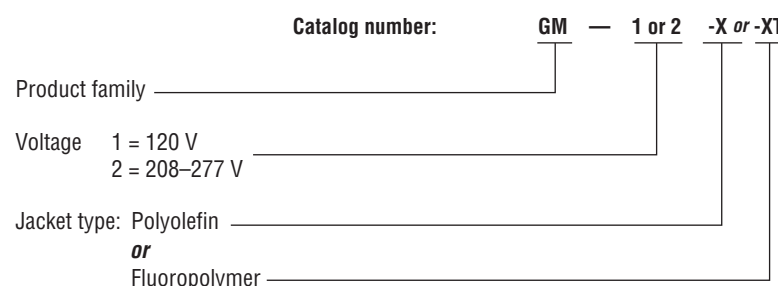 Catalog number: GM — 1 or 2 -X or -XT
Product family
Voltage 1 = 120 V
2 = 208–277 V
Jacket type: Polyolefin
or
Fluoropolymer